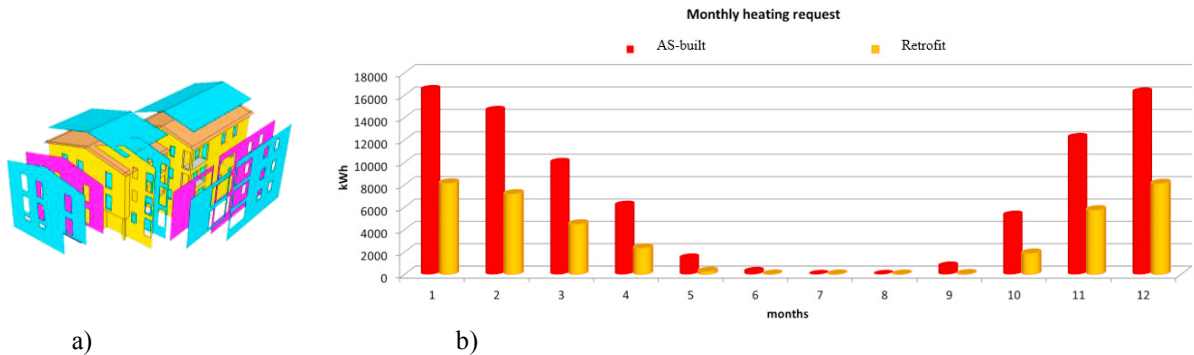 Monthly heating request
AS-built Retrofit
18000
16000
14000
12000
10000
8000
6000
4000
2000
0
kWh
1 2 3 4 5 6 7 8 9 10 11 12
months
a) b)